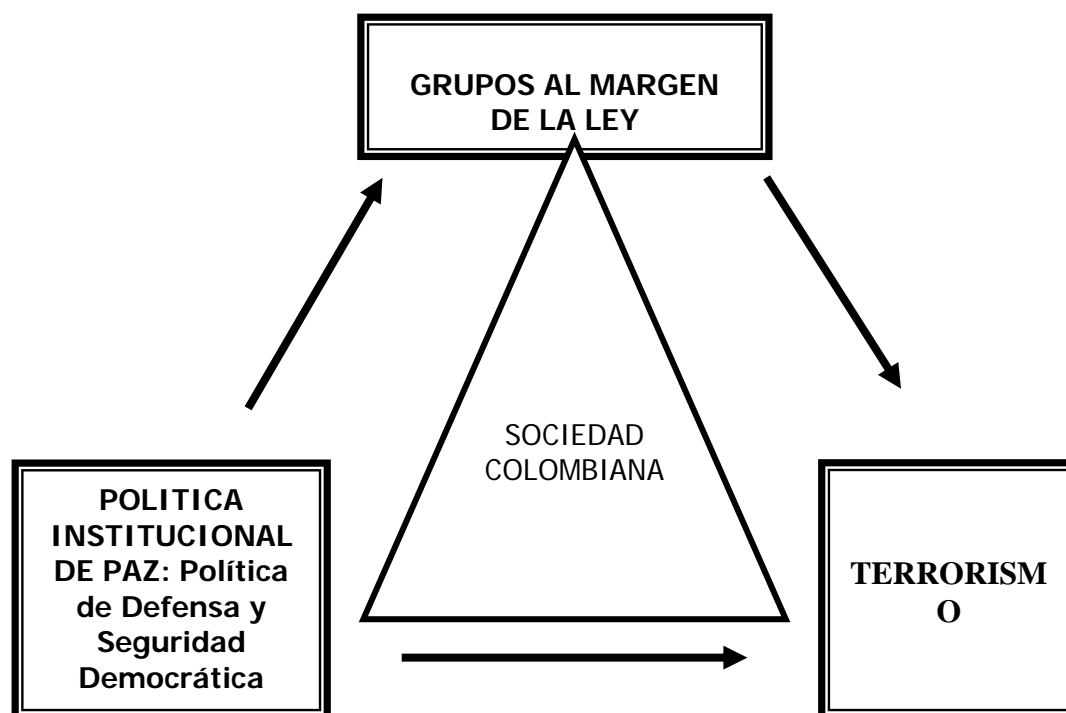 GRUPOS AL MARGEN
DE LA LEY
SOCIEDAD
COLOMBIANA
POLITICA
INSTITUCIONAL
DE PAZ: Política
de Defensa y
Seguridad
Democrática
TERRORISM
O